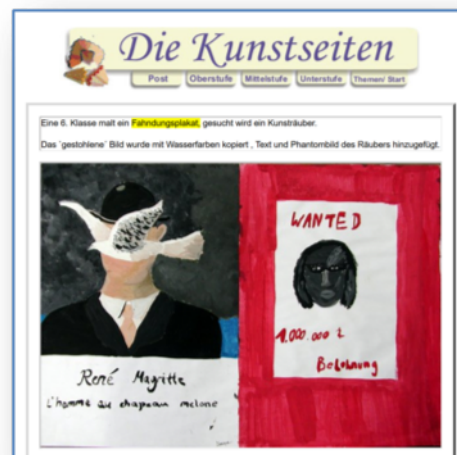 Die Kunstseiten
Post Oberstufe Mittelstufe Unterstufe Themen/ Start
Eine 6. Klasse malt ein Fahndungsplakat, gesucht wird ein Kunsträuber.
Das `gestohlene´ Bild wurde mit Wasserfarben kopiert , Text und Phantombild des Räubers hinzugefügt.
WANTED
1.000.000
Belohnung
René Magritte
L'homme au chapeau melone